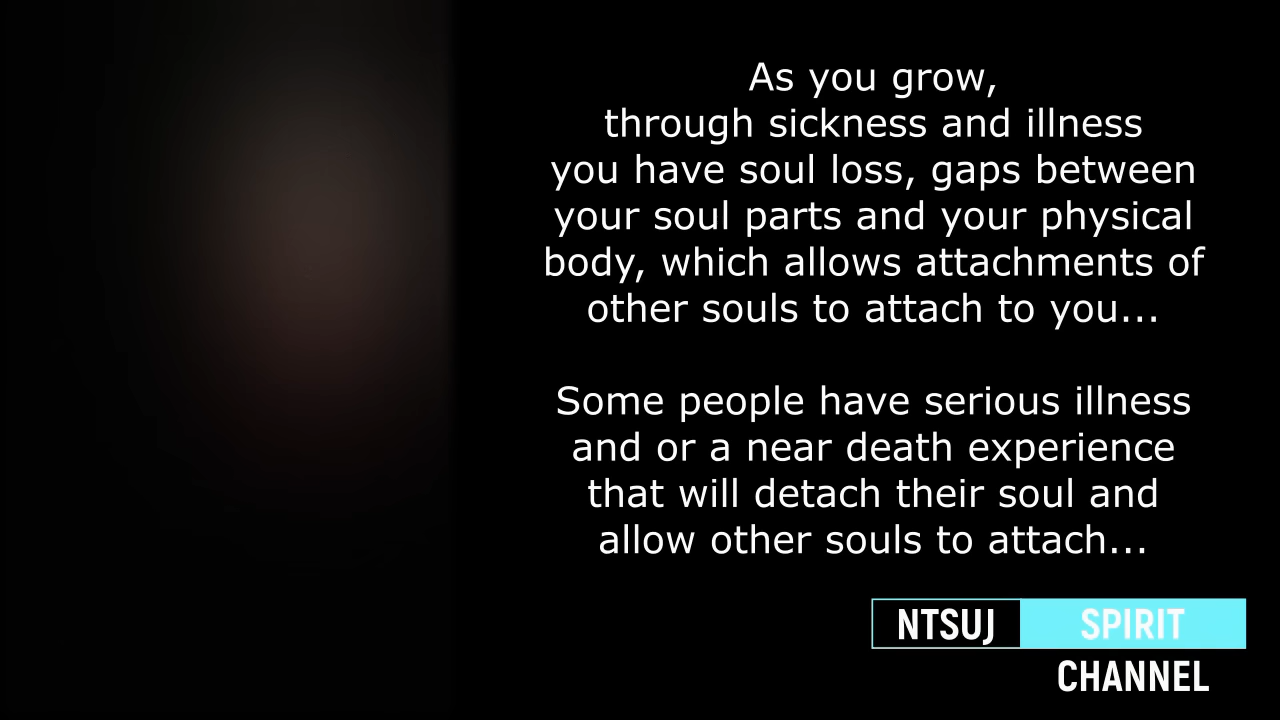 As you grow,
through sickness and illness
you have soul loss, gaps between
your soul parts and your physical
body, which allows attachments of
other souls to attach to you...
Some people have serious illness
and or a near death experience
that will detach their soul and
allow other souls to attach...
NTSUJ SPIRIT
CHANNEL